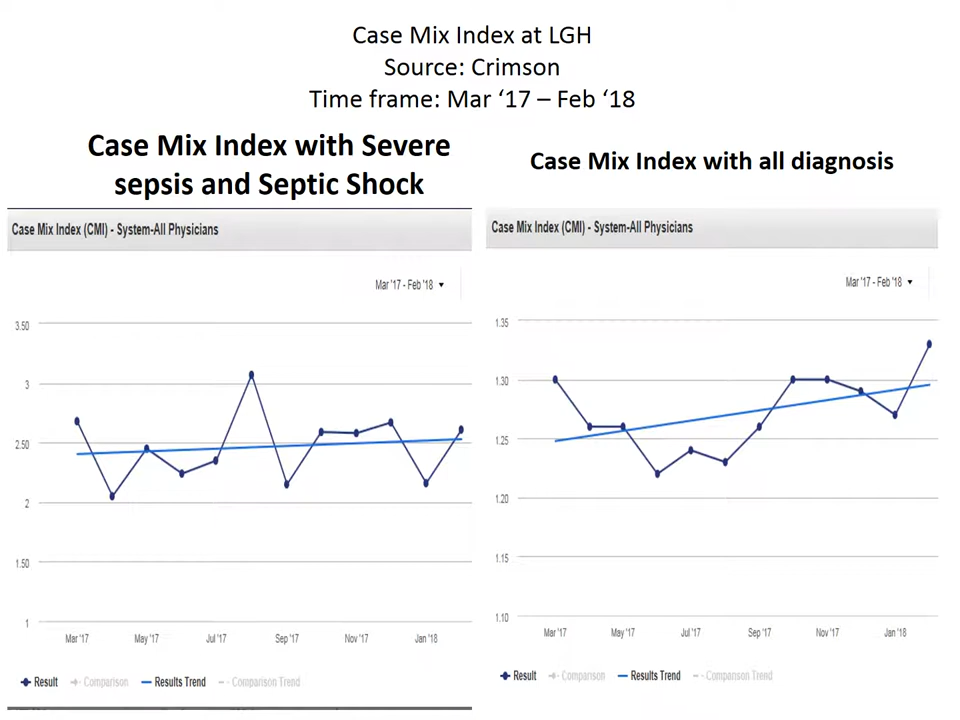 Case Mix Index at LGH
Source: Crimson
Time frame: Mar ‘17 – Feb ‘18
Case Mix Index with Severe
sepsis and Septic Shock
Case Mix Index (CMI) - System-All Physicians
Mar '17 - Feb '18
3.50
3
2.50
2
1.50
1
Mar '17 May '17 Jul '17 Sep '17 Nov '17 Jan '18
Result Comparison Results Trend Comparison Trend
Case Mix Index with all diagnosis
Case Mix Index (CMI) - System-All Physicians
Mar '17 - Feb '18
1.35
1.30
1.25
1.20
1.15
1.10
Mar '17 May '17 Jul '17 Sep '17 Nov '17 Jan '18
Result Comparison Results Trend Comparison Trend